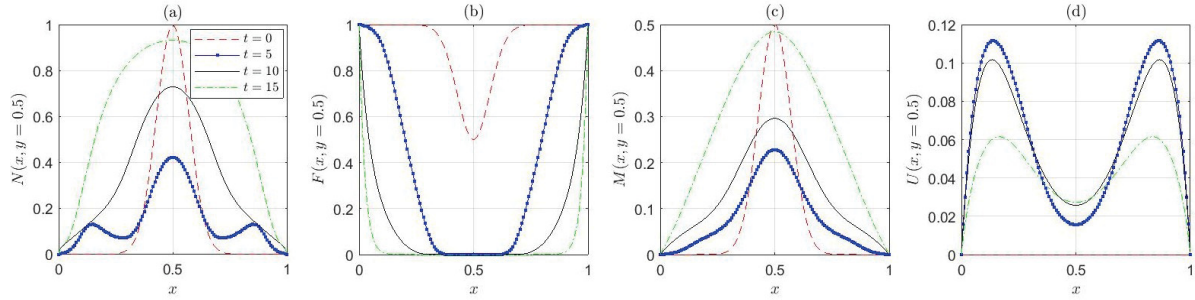 (a)
N(x, y = 0.5)
1
0.8
0.6
0.4
0.2
0
0
0.5
1
x
t = 0
t = 5
t = 10
t = 15
(b)
F(x, y = 0.5)
1
0.8
0.6
0.4
0.2
0
0
0.5
1
x
(c)
M(x, y = 0.5)
0.5
0.4
0.3
0.2
0.1
0
0
0.5
1
x
(d)
U(x, y = 0.5)
0.12
0.1
0.08
0.06
0.04
0.02
0
0
0.5
1
x